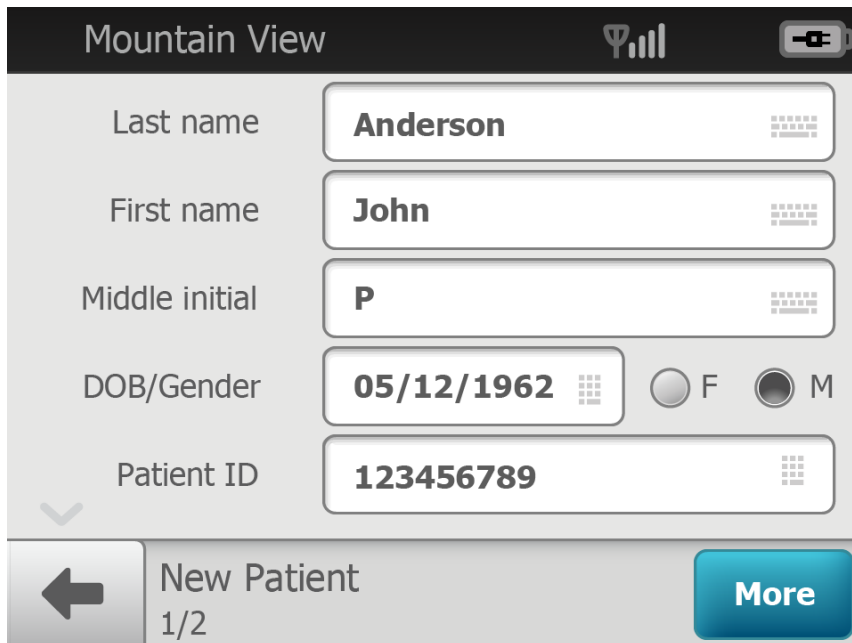 Mountain View
Last name Anderson
First name John
Middle initial P
DOB/Gender 05/12/1962 F M
Patient ID 123456789
New Patient
1/2
More